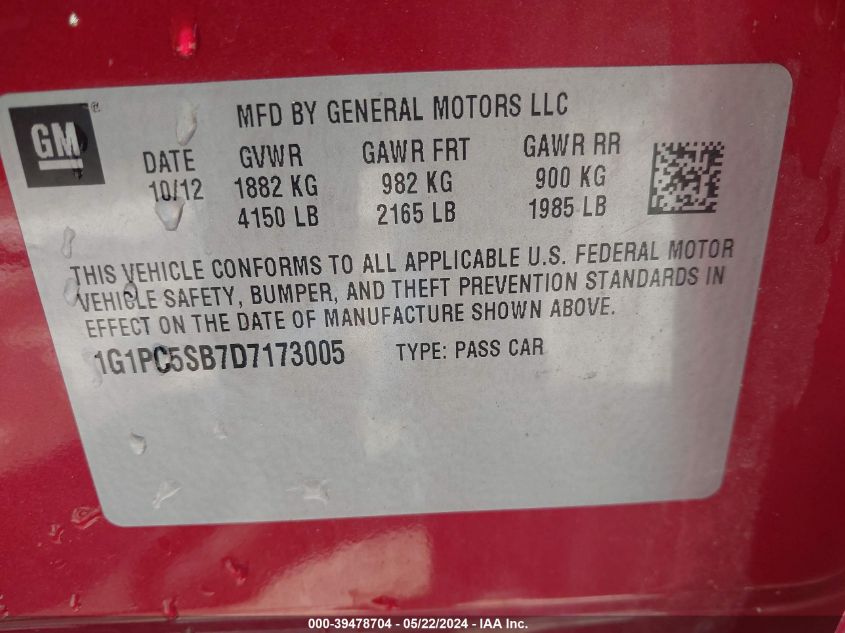 GM ®
MFD BY GENERAL MOTORS LLC
DATE GVWR GAWR FRT GAWR RR
10/12 1882 KG 982 KG 900 KG
4150 LB 2165 LB 1985 LB
THIS VEHICLE CONFORMS TO ALL APPLICABLE U.S. FEDERAL MOTOR
VEHICLE SAFETY, BUMPER, AND THEFT PREVENTION STANDARDS IN
EFFECT ON THE DATE OF MANUFACTURE SHOWN ABOVE.
1G1PC5SB7D7173005 TYPE: PASS CAR
000-39478704 - 05/22/2024 - IAA Inc.